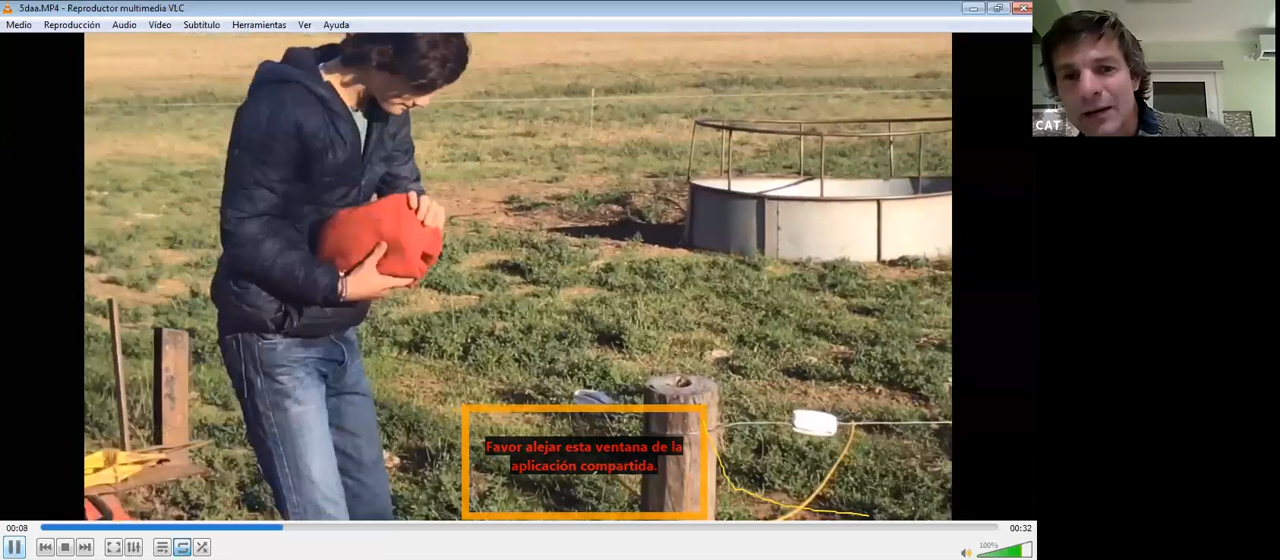 5daa.MP4 - Reproductor multimedia VLC
Medio Reproducción Audio Vídeo Subtítulo Herramientas Ver Ayuda
CAT
Favor alejar esta ventana de la
aplicación compartida.
00:08
00:32
100%